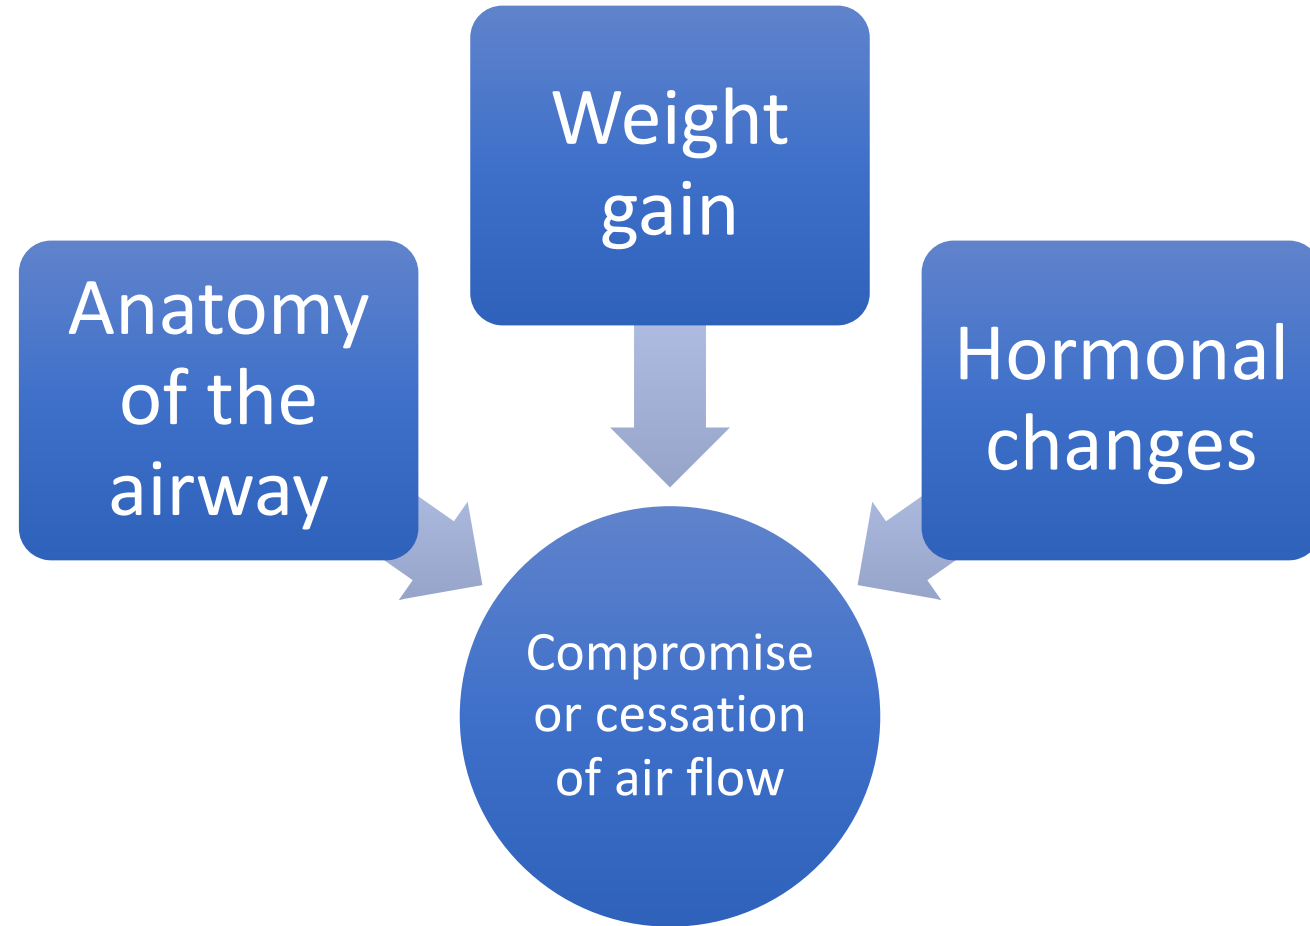 Weight
gain
Anatomy
of the
airway
Hormonal
changes
Compromise
or cessation
of air flow